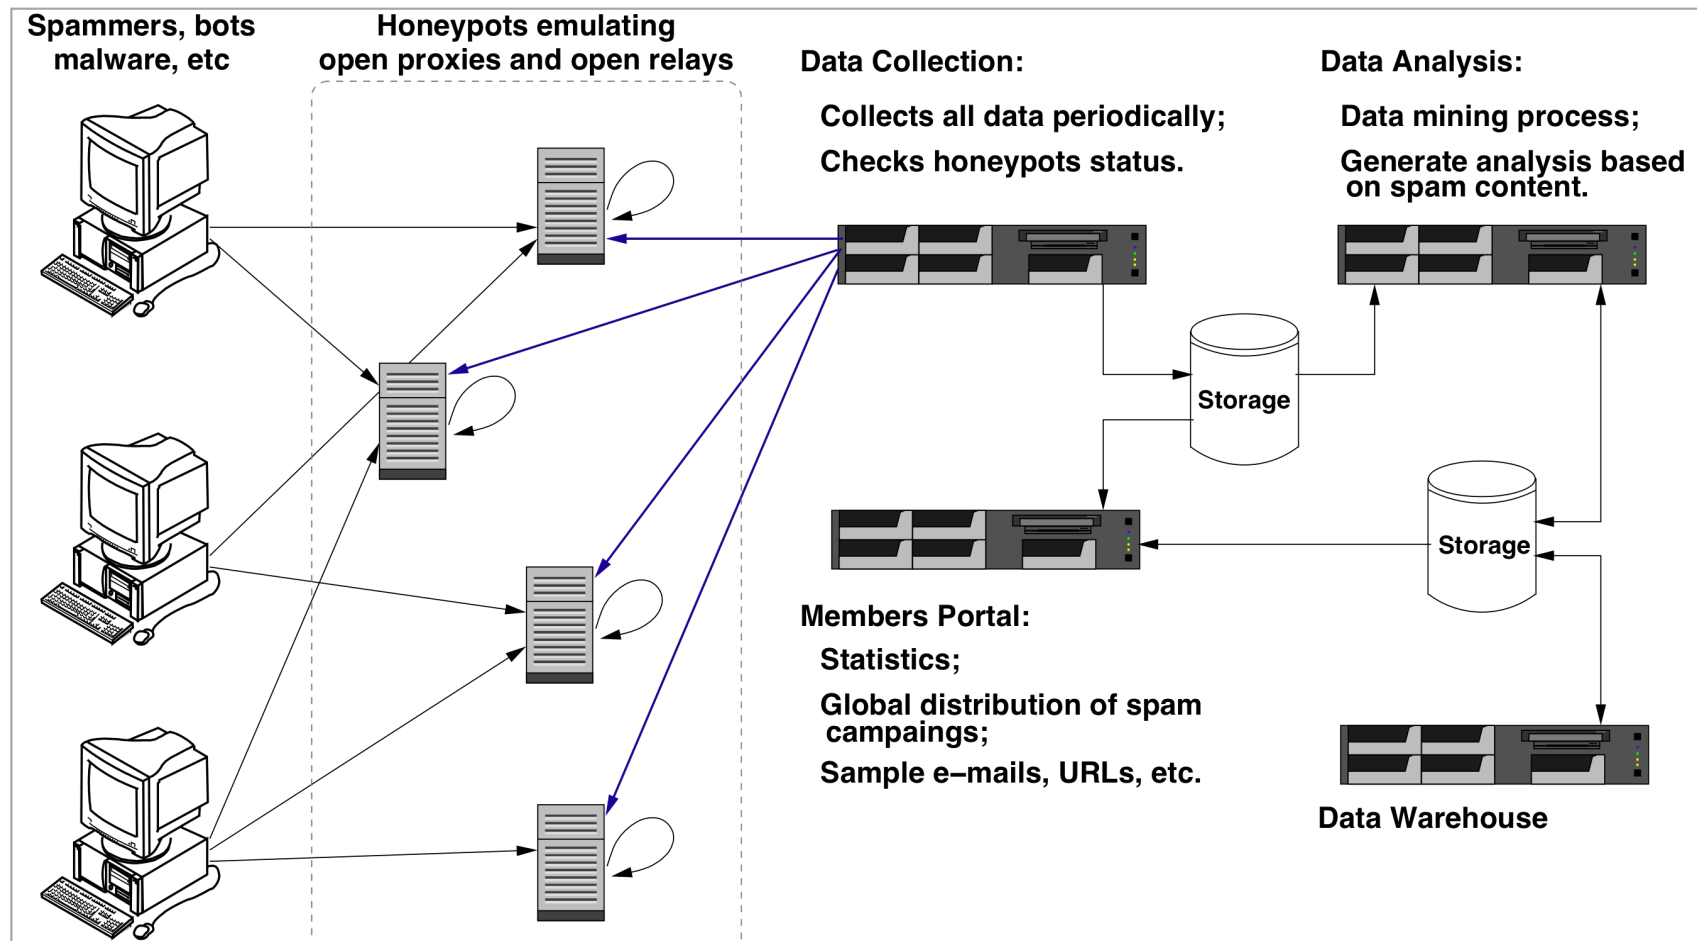 Spammers, bots
malware, etc
Honeypots emulating
open proxies and open relays
Data Collection:
Collects all data periodically;
Checks honeypots status.
Data Analysis:
Data mining process;
Generate analysis based
on spam content.
Storage
Storage
Members Portal:
Statistics;
Global distribution of spam
campaings;
Sample e–mails, URLs, etc.
Data Warehouse